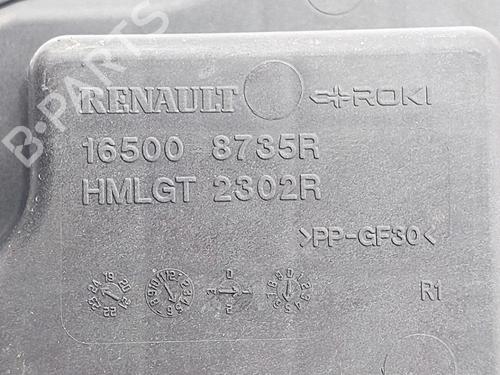 B-PARTS
RENAULT ROKI
16500 8735R
HMLGT 2302R
>PP-GF30<
R1